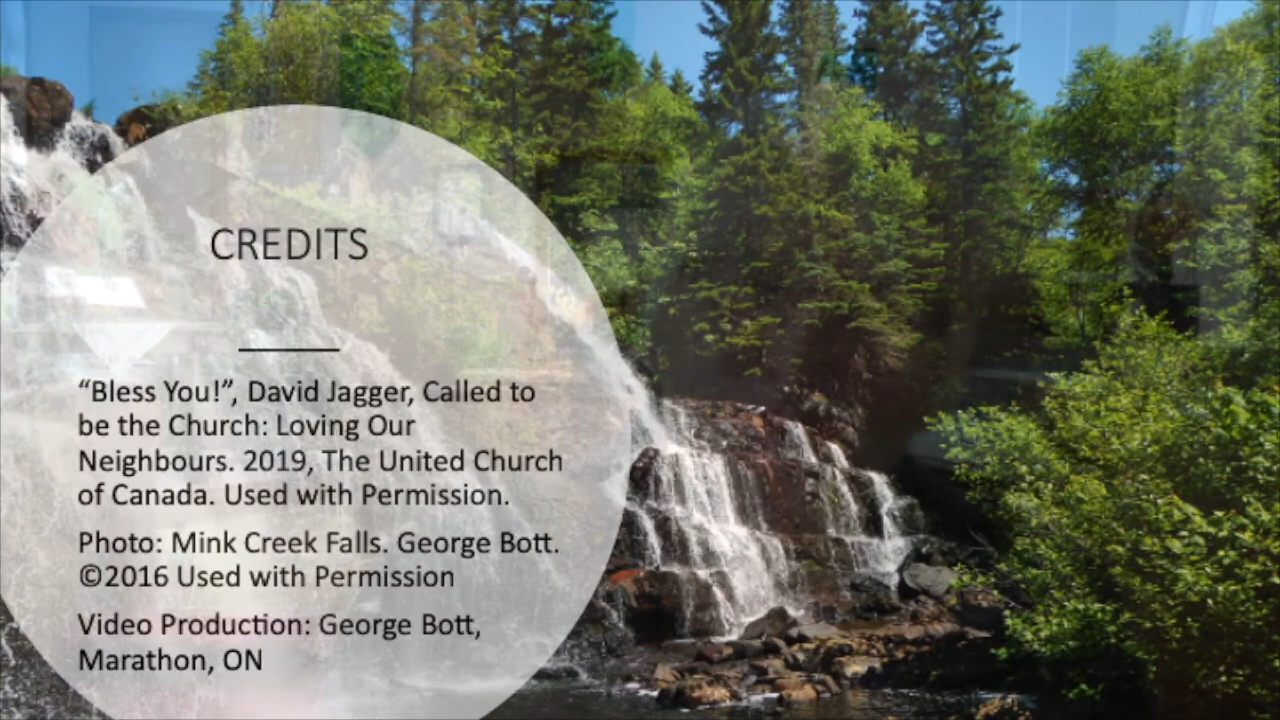 CREDITS
“Bless You!”, David Jagger, Called to
be the Church: Loving Our
Neighbours. 2019, The United Church
of Canada. Used with Permission.
Photo: Mink Creek Falls. George Bott.
©2016 Used with Permission
Video Production: George Bott,
Marathon, ON